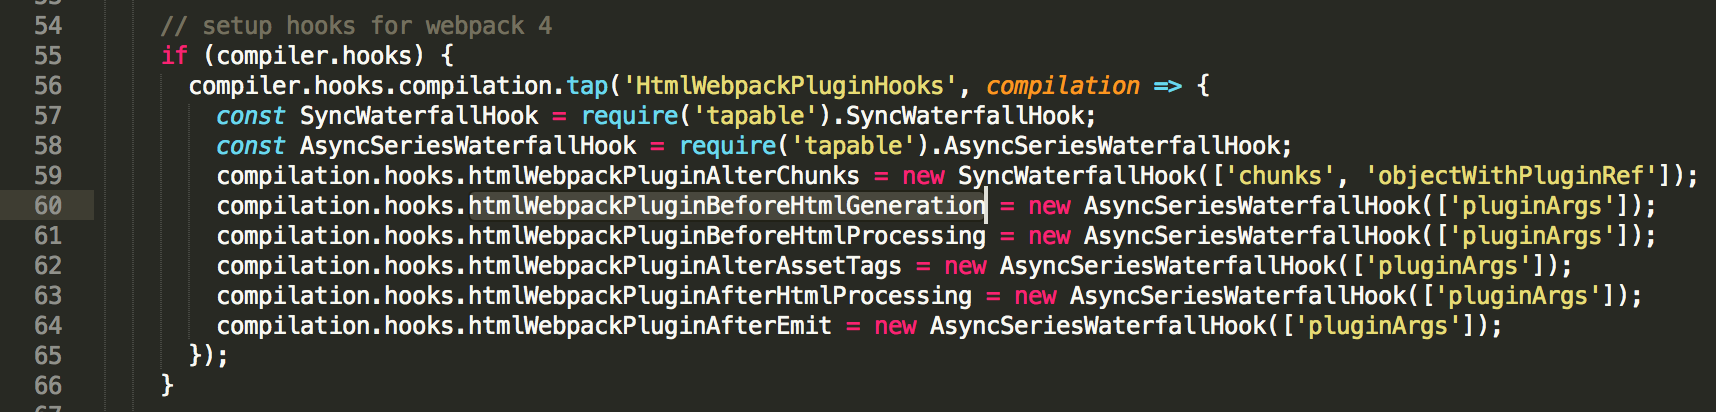 54 // setup hooks for webpack 4
55 if (compiler.hooks) {
56 compiler.hooks.compilation.tap('HtmlWebpackPluginHooks', compilation => {
57 const SyncWaterfallHook = require('tapable').SyncWaterfallHook;
58 const AsyncSeriesWaterfallHook = require('tapable').AsyncSeriesWaterfallHook;
59 compilation.hooks.htmlWebpackPluginAlterChunks = new SyncWaterfallHook(['chunks', 'objectWithPluginRef']);
60 compilation.hooks.htmlWebpackPluginBeforeHtmlGeneration = new AsyncSeriesWaterfallHook(['pluginArgs']);
61 compilation.hooks.htmlWebpackPluginBeforeHtmlProcessing = new AsyncSeriesWaterfallHook(['pluginArgs']);
62 compilation.hooks.htmlWebpackPluginAlterAssetTags = new AsyncSeriesWaterfallHook(['pluginArgs']);
63 compilation.hooks.htmlWebpackPluginAfterHtmlProcessing = new AsyncSeriesWaterfallHook(['pluginArgs']);
64 compilation.hooks.htmlWebpackPluginAfterEmit = new AsyncSeriesWaterfallHook(['pluginArgs']);
65 });
66 }